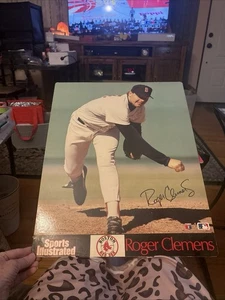 Roger Clemens
Sports
Illustrated
Roger Clemens